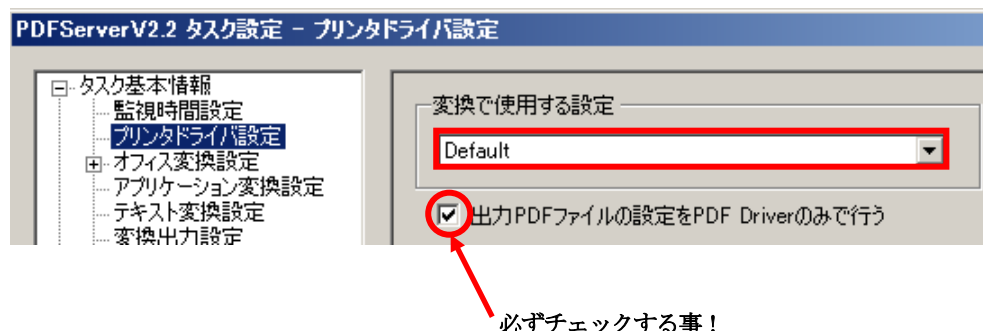 PDFServerV2.2 タスク設定 - プリンタドライバ設定
タスク基本情報
監視時間設定
プリンタドライバ設定
オフィス変換設定
アプリケーション変換設定
テキスト変換設定
変換出力設定
変換で使用する設定
Default
出力PDFファイルの設定をPDF Driverのみで行う
必ずチェックする事！